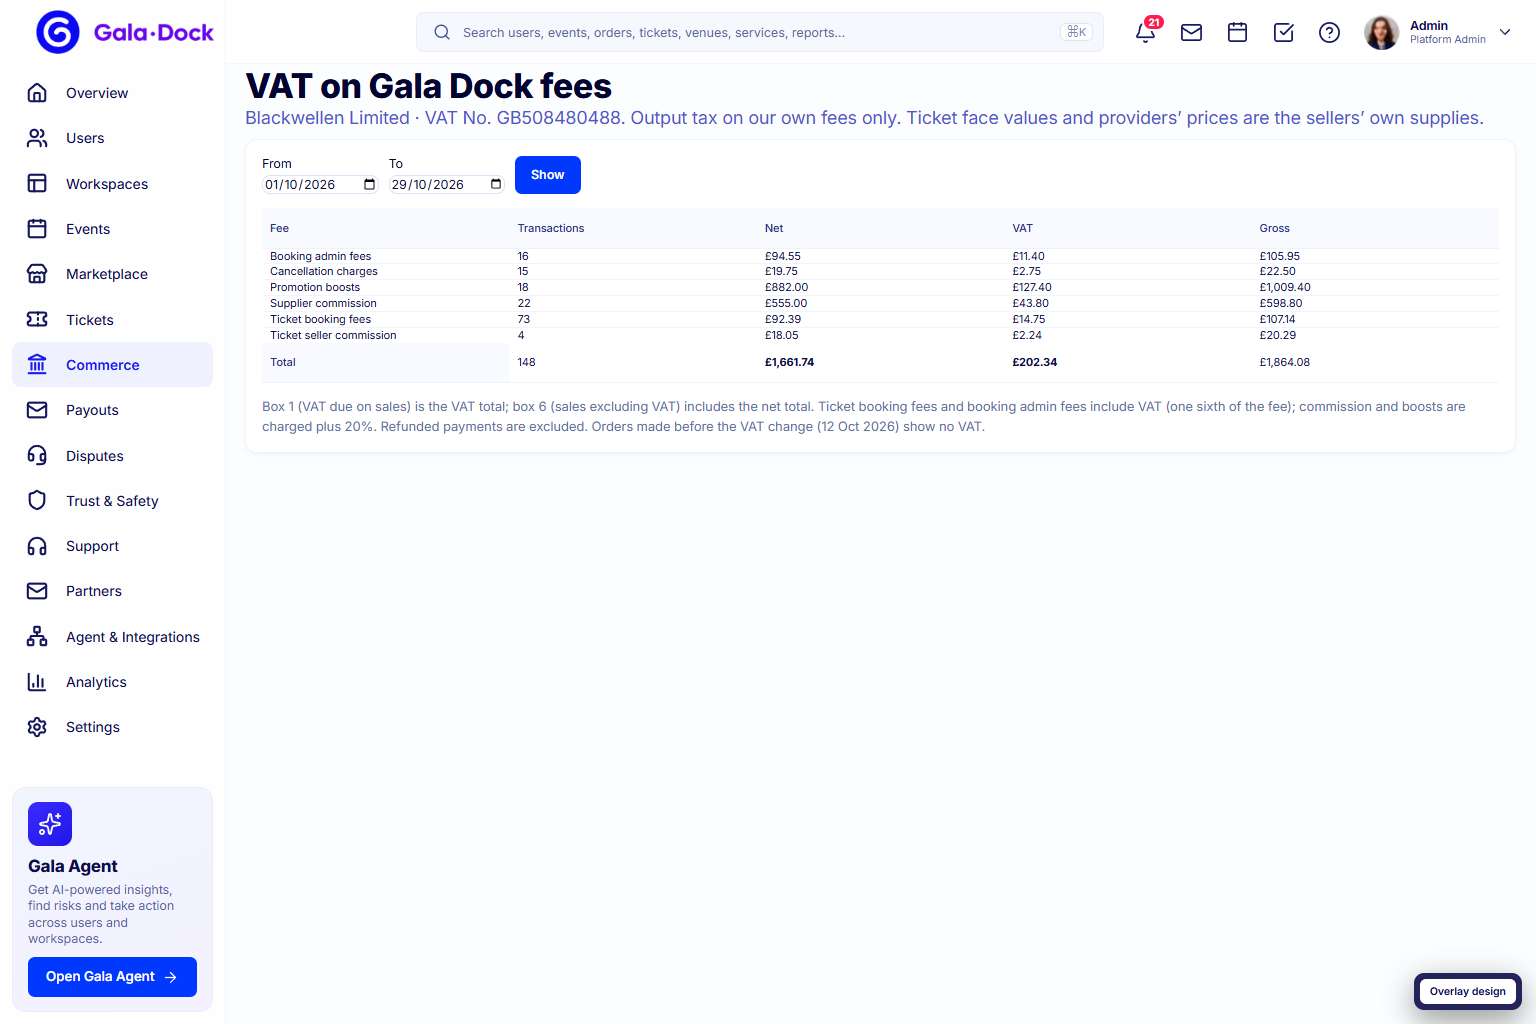 Gala·Dock
Search users, events, orders, tickets, venues, services, reports...
⌘K
21
Admin
Platform Admin
Overview
Users
Workspaces
Events
Marketplace
Tickets
Commerce
Payouts
Disputes
Trust & Safety
Support
Partners
Agent & Integrations
Analytics
Settings
Gala Agent
Get AI-powered insights,
find risks and take action
across users and
workspaces.
Open Gala Agent →
VAT on Gala Dock fees
Blackwellen Limited · VAT No. GB508480488. Output tax on our own fees only. Ticket face values and providers’ prices are the sellers’ own supplies.
From To
01/10/2026 29/10/2026 Show
Fee Transactions Net VAT Gross
Booking admin fees 16 £94.55 £11.40 £105.95
Cancellation charges 15 £19.75 £2.75 £22.50
Promotion boosts 18 £882.00 £127.40 £1,009.40
Supplier commission 22 £555.00 £43.80 £598.80
Ticket booking fees 73 £92.39 £14.75 £107.14
Ticket seller commission 4 £18.05 £2.24 £20.29
Total 148 £1,661.74 £202.34 £1,864.08
Box 1 (VAT due on sales) is the VAT total; box 6 (sales excluding VAT) includes the net total. Ticket booking fees and booking admin fees include VAT (one sixth of the fee); commission and boosts are
charged plus 20%. Refunded payments are excluded. Orders made before the VAT change (12 Oct 2026) show no VAT.
Overlay design